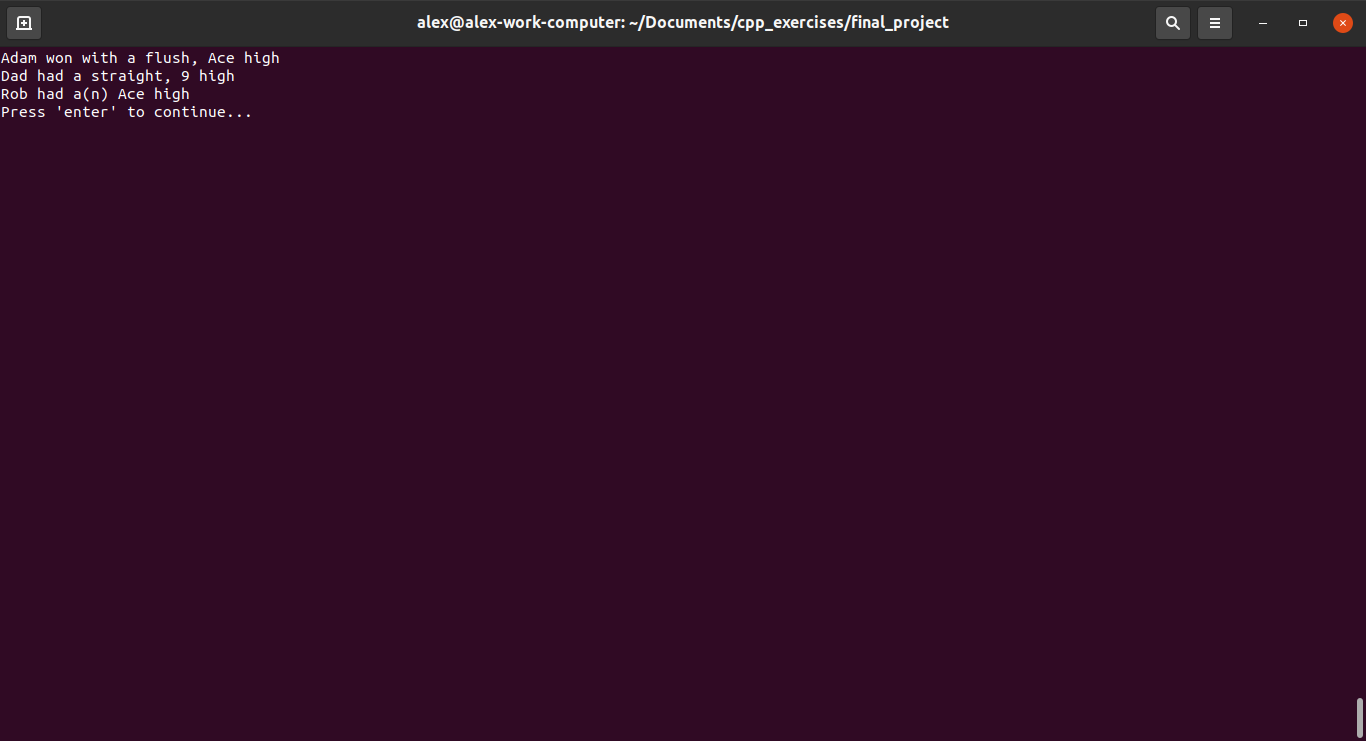 alex@alex-work-computer: ~/Documents/cpp_exercises/final_project
Adam won with a flush, Ace high
Dad had a straight, 9 high
Rob had a(n) Ace high
Press 'enter' to continue...